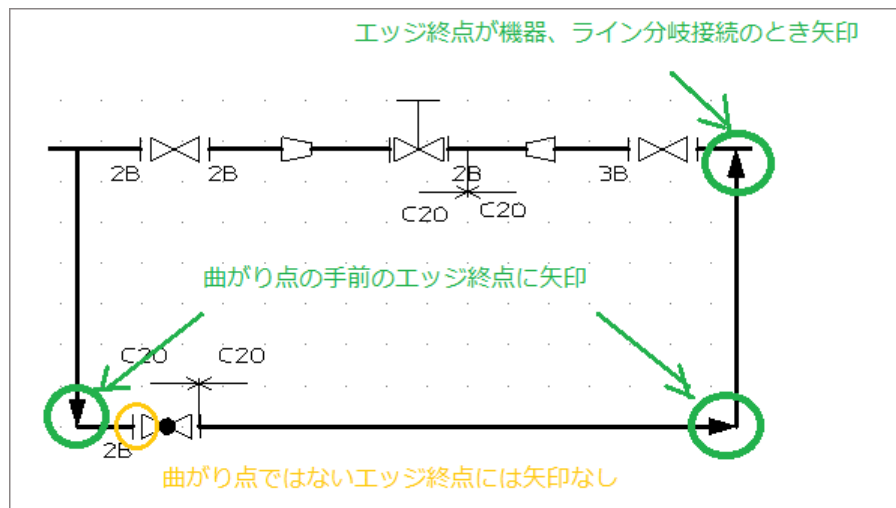 エッジ終点が機器、ライン分岐接続のとき矢印
2B
2B
2B
3B
C20
C20
曲がり点の手前のエッジ終点に矢印
C20
C20
2B
曲がり点ではないエッジ終点には矢印なし